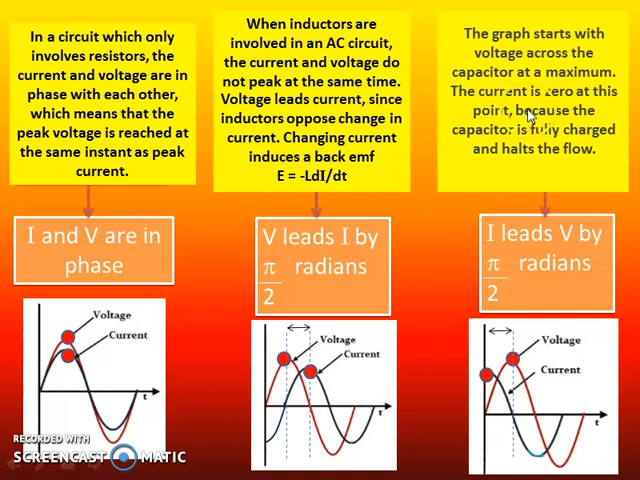 In a circuit which only
involves resistors, the
current and voltage are in
phase with each other,
which means that the
peak voltage is reached at
the same instant as peak
current.
When inductors are
involved in an AC circuit,
the current and voltage do
not peak at the same time.
Voltage leads current, since
inductors oppose change in
current. Changing current
induces a back emf
E = -LdI/dt
The graph starts with
voltage across the
capacitor at a maximum.
The current is zero at this
point, because the
capacitor is fully charged
and halts the flow.
I and V are in
phase
V leads I by
π radians
2
I leads V by
π radians
2
Voltage
Current
t
Voltage
Current
t
Voltage
Current
t
RECORDED WITH
SCREENCAST MATIC